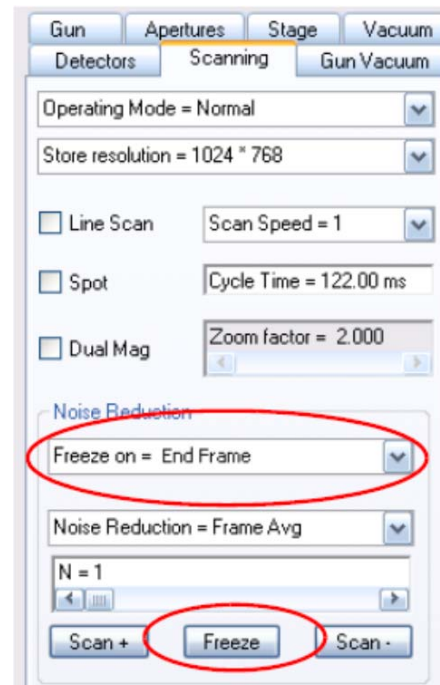 Gun Apertures Stage Vacuum
Detectors Scanning Gun Vacuum
Operating Mode = Normal
Store resolution = 1024 * 768
Line Scan Scan Speed = 1
Spot Cycle Time = 122.00 ms
Dual Mag Zoom factor = 2.000
Noise Reduction
Freeze on = End Frame
Noise Reduction = Frame Avg
N = 1
Scan + Freeze Scan -